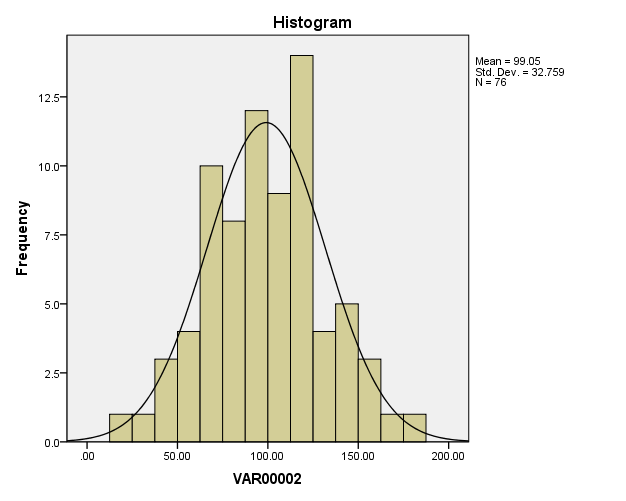 Histogram
Mean = 99.05
Std. Dev. = 32.759
N = 76
12.5
10.0
7.5
5.0
2.5
0.0
Frequency
.00 50.00 100.00 150.00 200.00
VAR00002